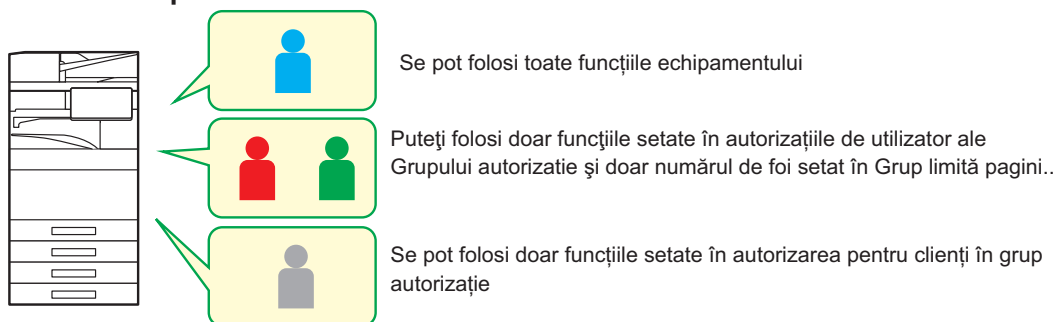 Se pot folosi toate funcțiile echipamentului
Puteţi folosi doar funcţiile setate în autorizațiile de utilizator ale
Grupului autorizatie şi doar numărul de foi setat în Grup limită pagini..
Se pot folosi doar funcțiile setate în autorizarea pentru clienți în grup
autorizație